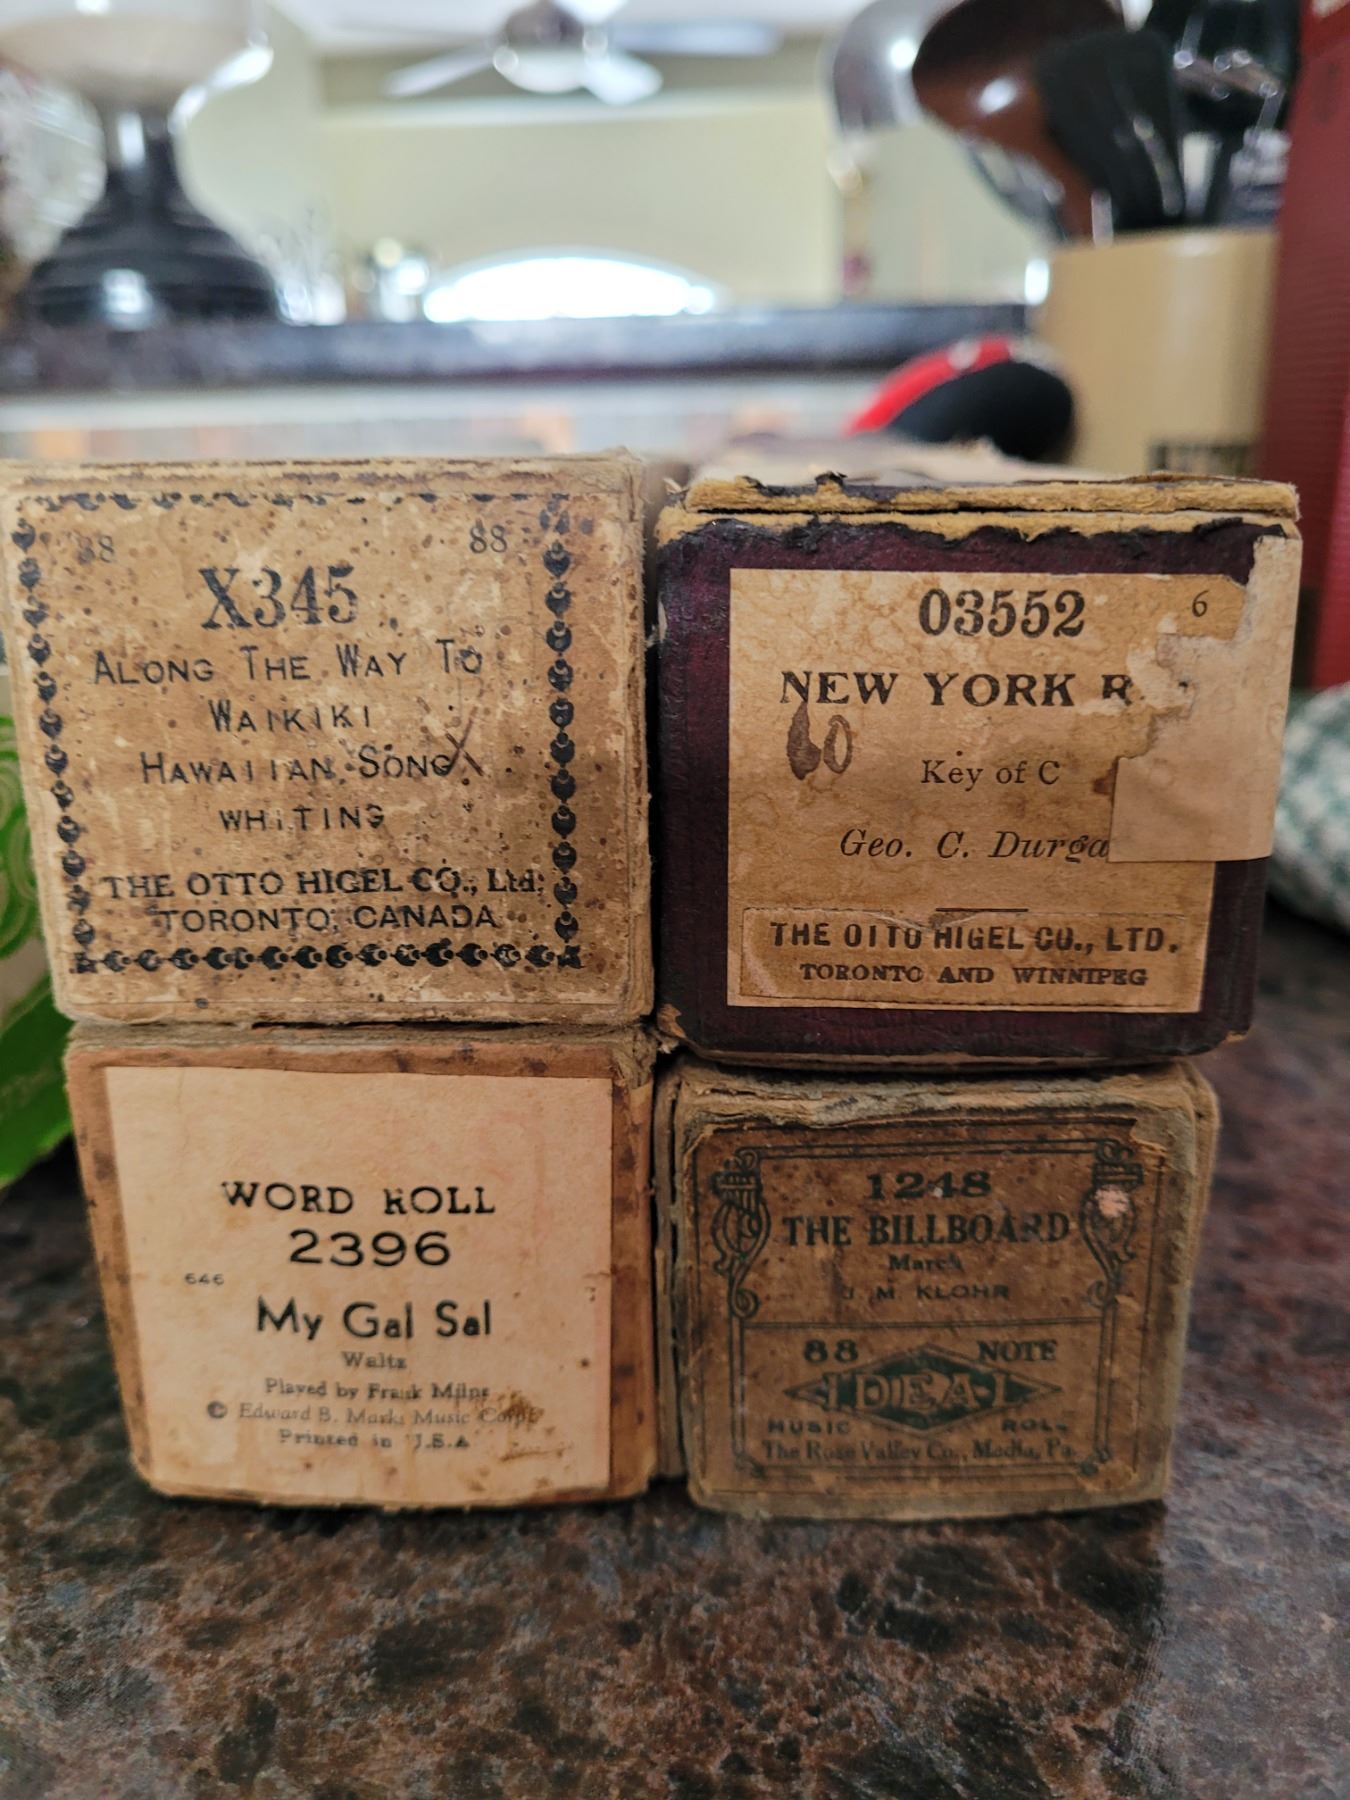 88 88
X345
ALONG THE WAY TO
WAIKIKI
HAWAIIAN SONG
WHITING
THE OTTO HIGEL CO., Ltd.
TORONTO, CANADA
03552 6
NEW YORK R
60
Key of C
Geo. C. Durga
THE OTTO HIGEL CO., LTD.
TORONTO AND WINNIPEG
WORD ROLL
2396
646
My Gal Sal
Waltz
Played by Frank Milne
© Edward B. Marks Music Corp.
Printed in U.S.A
1248
THE BILLBOARD
March
J. M. KLOHR
88 NOTE
IDEAL
MUSIC ROLL
The Rose Valley Co., Media, Pa.